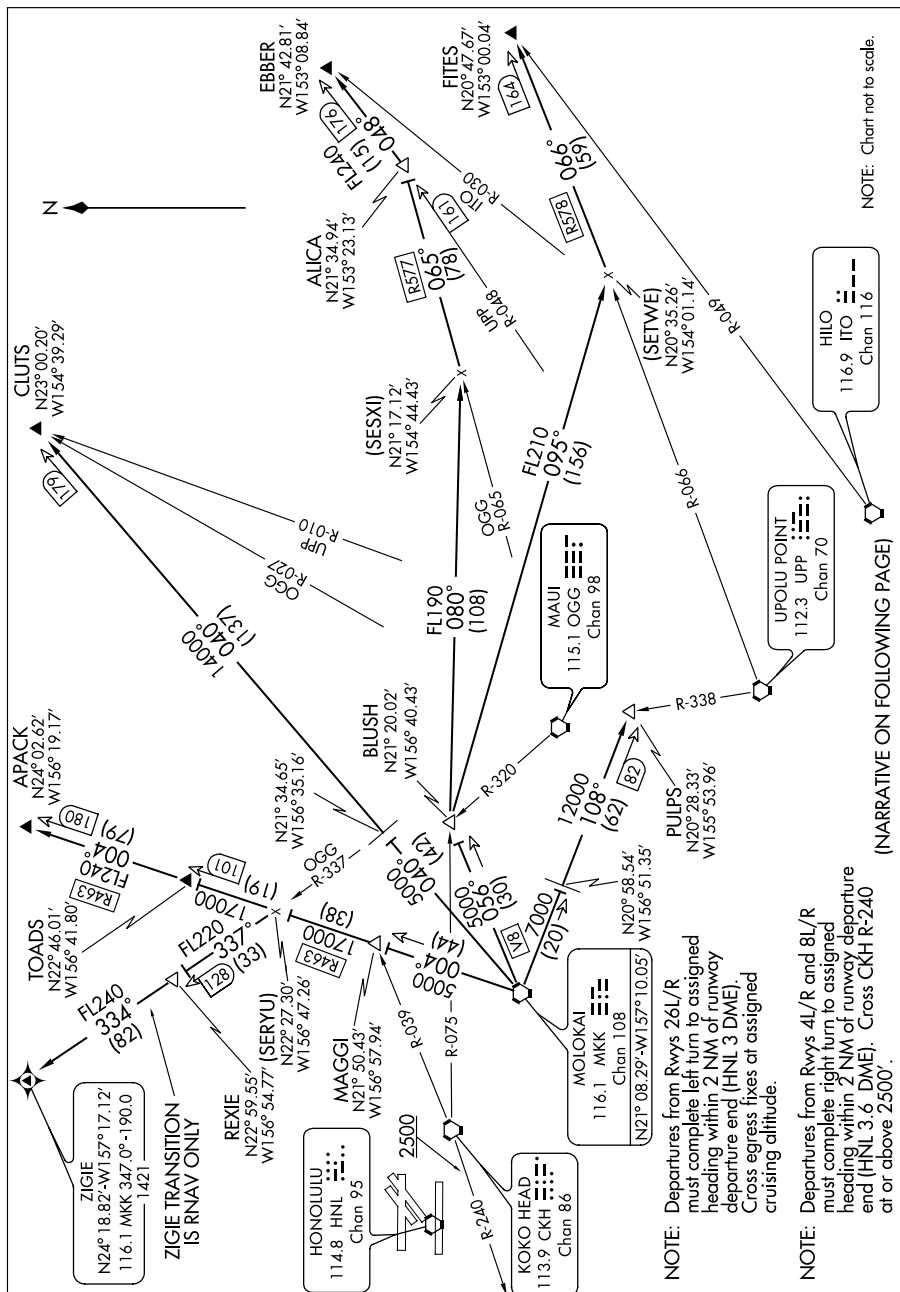 EBBER
N21° 42.81'
W153° 08.84'
FITES
N20° 47.67'
W153° 00.04'
NOTE: Chart not to scale.
N
ALICA
N21° 34.94'
W153° 23.13'
FL240
(15)
176
048°
R-030
ITO
161
164
066°
(59)
R578
R577
065°
(78)
UPP
R-048
CLUTS
N23° 00.20'
W154° 39.29'
179
(SESXI)
N21° 17.12'
W154° 44.43'
(SETWE)
N20° 35.26'
W154° 01.14'
R-049
HILO
116.9 ITO
Chan 116
UPP
R-010
OGG
R-027
OGG
R-065
FL210
095°
(156)
R-066
14000
040°
(137)
FL190
080°
(108)
MAUI
115.1 OGG
Chan 98
UPOLU POINT
112.3 UPP
Chan 70
APACK
N24° 02.62'
W156° 19.17'
180
FL240
004°
(79)
R463
BLUSH
N21° 20.02'
W156° 40.43'
N21° 34.65'
W156° 35.16'
R-320
R-338
TOADS
N22° 46.01'
W156° 41.80'
101
17000
(19)
OGG
R-337
5000
040°
(42)
5000
056°
(30)
78
12000
108°
(62)
82
PULPS
N20° 28.33'
W155° 53.96'
FL220
337°
(33)
128
(SERYU)
N22° 27.30'
W156° 47.26'
17000
(38)
R463
7000
(20)
N20° 58.54'
W156° 51.35'
FL240
334°
(82)
REXIE
N22° 59.55'
W156° 54.77'
MAGGI
N21° 50.43'
W156° 57.94'
5000
004°
(44)
R-039
R-075
MOLOKAI
116.1 MKK
Chan 108
N21° 08.29'-W157° 10.05'
ZIGIE
N24° 18.82'-W157° 17.12'
116.1 MKK 347.0°-190.0
1421
ZIGIE TRANSITION
IS RNAV ONLY
HONOLULU
114.8 HNL
Chan 95
2500
R-240
KOKO HEAD
113.9 CKH
Chan 86
NOTE: Departures from Rwys 26L/R
must complete left turn to assigned
heading within 2 NM of runway
departure end (HNL 3 DME).
Cross egress fixes at assigned
cruising altitude.
NOTE: Departures from Rwys 4L/R and 8L/R
must complete right turn to assigned
heading within 2 NM of runway departure
end (HNL 3.6 DME). Cross CKH R-240
at or above 2500'.
(NARRATIVE ON FOLLOWING PAGE)